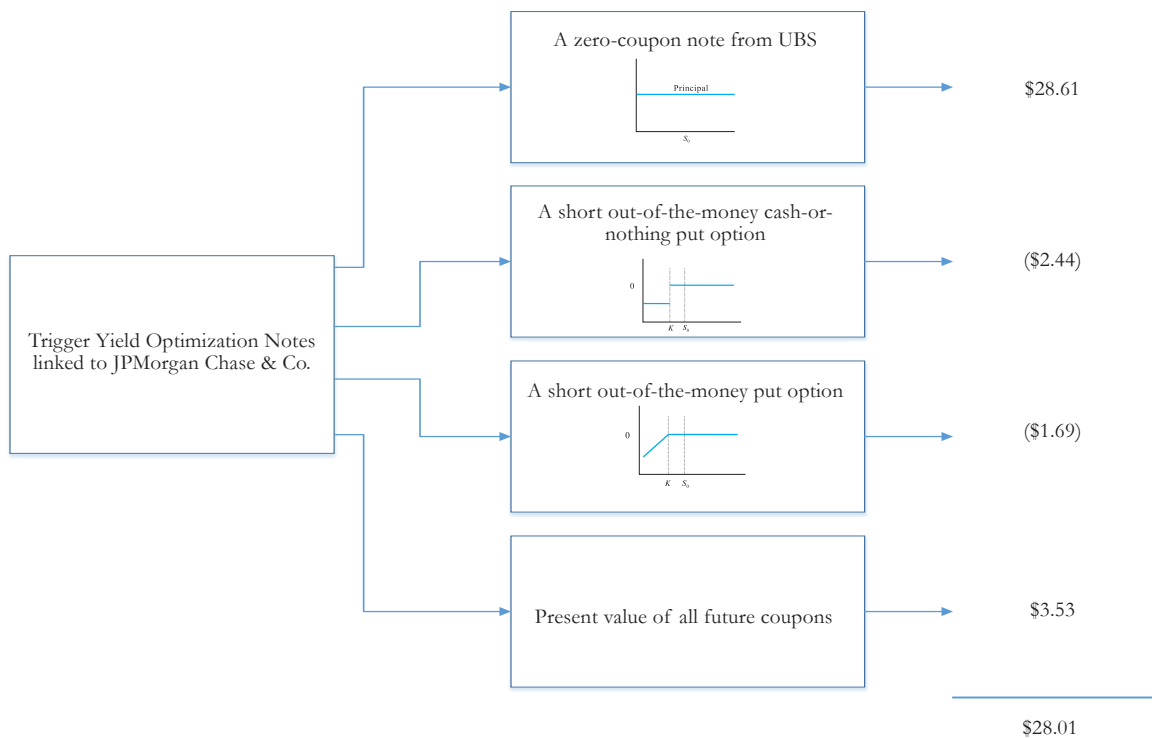 A zero-coupon note from UBS
Principal
S₀
$28.61
A short out-of-the-money cash-or-
nothing put option
0
K
S₀
($2.44)
Trigger Yield Optimization Notes
linked to JPMorgan Chase & Co.
A short out-of-the-money put option
0
K
S₀
($1.69)
Present value of all future coupons
$3.53
$28.01